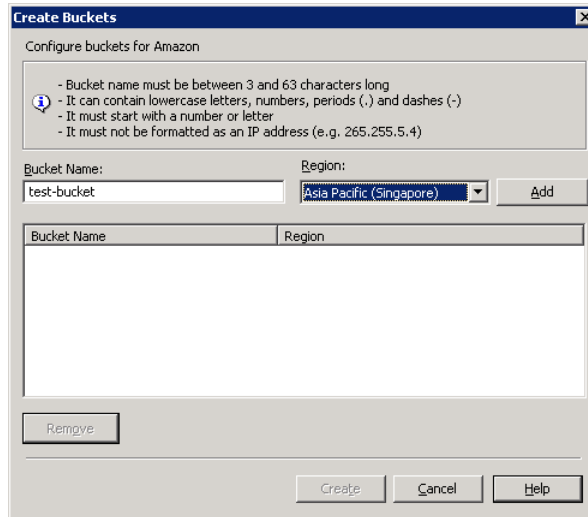 Create Buckets
Configure buckets for Amazon
- Bucket name must be between 3 and 63 characters long
- It can contain lowercase letters, numbers, periods (.) and dashes (-)
- It must start with a number or letter
- It must not be formatted as an IP address (e.g. 265.255.5.4)
Bucket Name: Region:
test-bucket Asia Pacific (Singapore) Add
Bucket Name Region
Remove
Create Cancel Help